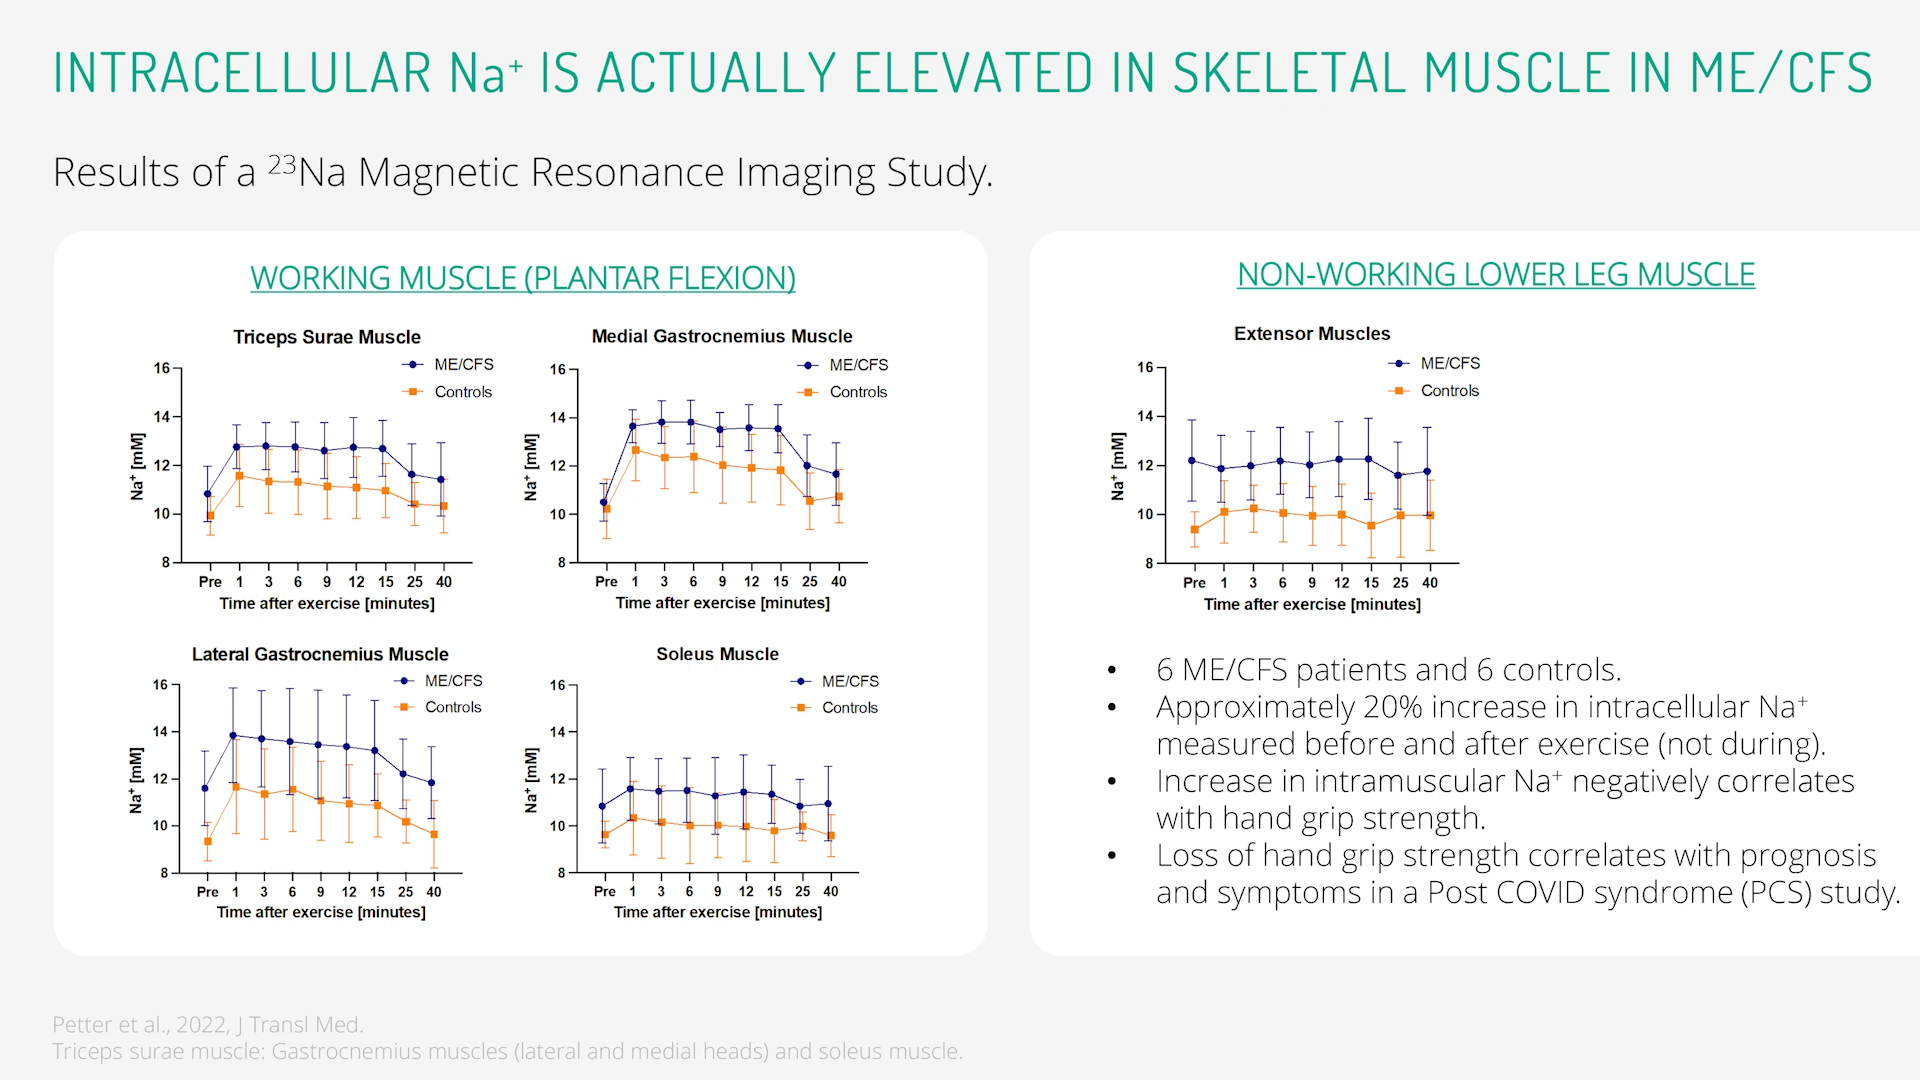 INTRACELLULAR Na⁺ IS ACTUALLY ELEVATED IN SKELETAL MUSCLE IN ME/CFS
Results of a ²³Na Magnetic Resonance Imaging Study.
WORKING MUSCLE (PLANTAR FLEXION)
Triceps Surae Muscle
ME/CFS
Controls
16
14
12
10
8
Na⁺ [mM]
Pre 1 3 6 9 12 15 25 40
Time after exercise [minutes]
Medial Gastrocnemius Muscle
ME/CFS
Controls
16
14
12
10
8
Na⁺ [mM]
Pre 1 3 6 9 12 15 25 40
Time after exercise [minutes]
Lateral Gastrocnemius Muscle
ME/CFS
Controls
16
14
12
10
8
Na⁺ [mM]
Pre 1 3 6 9 12 15 25 40
Time after exercise [minutes]
Soleus Muscle
ME/CFS
Controls
16
14
12
10
8
Na⁺ [mM]
Pre 1 3 6 9 12 15 25 40
Time after exercise [minutes]
NON-WORKING LOWER LEG MUSCLE
Extensor Muscles
ME/CFS
Controls
16
14
12
10
8
Na⁺ [mM]
Pre 1 3 6 9 12 15 25 40
Time after exercise [minutes]
• 6 ME/CFS patients and 6 controls.
• Approximately 20% increase in intracellular Na⁺
measured before and after exercise (not during).
• Increase in intramuscular Na⁺ negatively correlates
with hand grip strength.
• Loss of hand grip strength correlates with prognosis
and symptoms in a Post COVID syndrome (PCS) study.
Petter et al., 2022, J Transl Med.
Triceps surae muscle: Gastrocnemius muscles (lateral and medial heads) and soleus muscle.